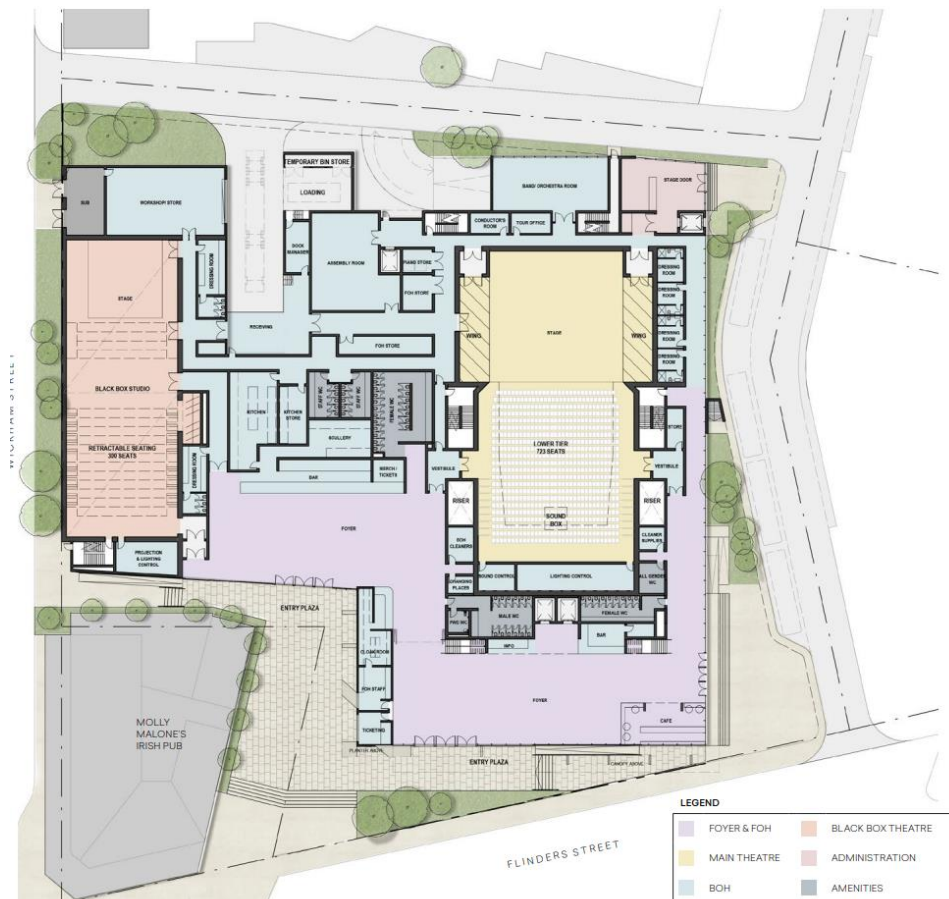 TEMPORARY BIN STORE
LOADING
BAND/ ORCHESTRA ROOM
STAGE DOOR
SUB
WORKSHOP/ STORE
CONDUCTOR'S
ROOM
TOUR OFFICE
DOCK
MANAGER
ASSEMBLY ROOM
PIANO STORE
FOH STORE
DRESSING ROOM
DRESSING
ROOM
DRESSING
ROOM
DRESSING
ROOM
DRESSING
ROOM
STAGE
RECEIVING
WING
STAGE
WING
FOH STORE
WICKHAM STREET
BLACK BOX STUDIO
RETRACTABLE SEATING
300 SEATS
KITCHEN
KITCHEN
STORE
STAFF WC
STAFF WC
FEMALE WC
SCULLERY
LOWER TIER
723 SEATS
STORE
DRESSING ROOM
BAR
MERCH /
TICKETS
VESTIBULE
VESTIBULE
RISER
RISER
SOUND
BOX
FOYER
CLEANERS
CLEANER
SUPPLIES
PROJECTION
& LIGHTING
CONTROL
CHANGING
PLACES
SOUND CONTROL
LIGHTING CONTROL
ALL GENDER
WC
ENTRY PLAZA
PWD WC
MALE WC
FEMALE WC
BAR
INFO
CLOAKROOM
FOH STAFF
TICKETING
FOYER
CAFE
MOLLY
MALONE'S
IRISH PUB
ENTRY PLAZA
CANOPY ABOVE
FLINDERS STREET
LEGEND
FOYER & FOH
BLACK BOX THEATRE
MAIN THEATRE
ADMINISTRATION
BOH
AMENITIES